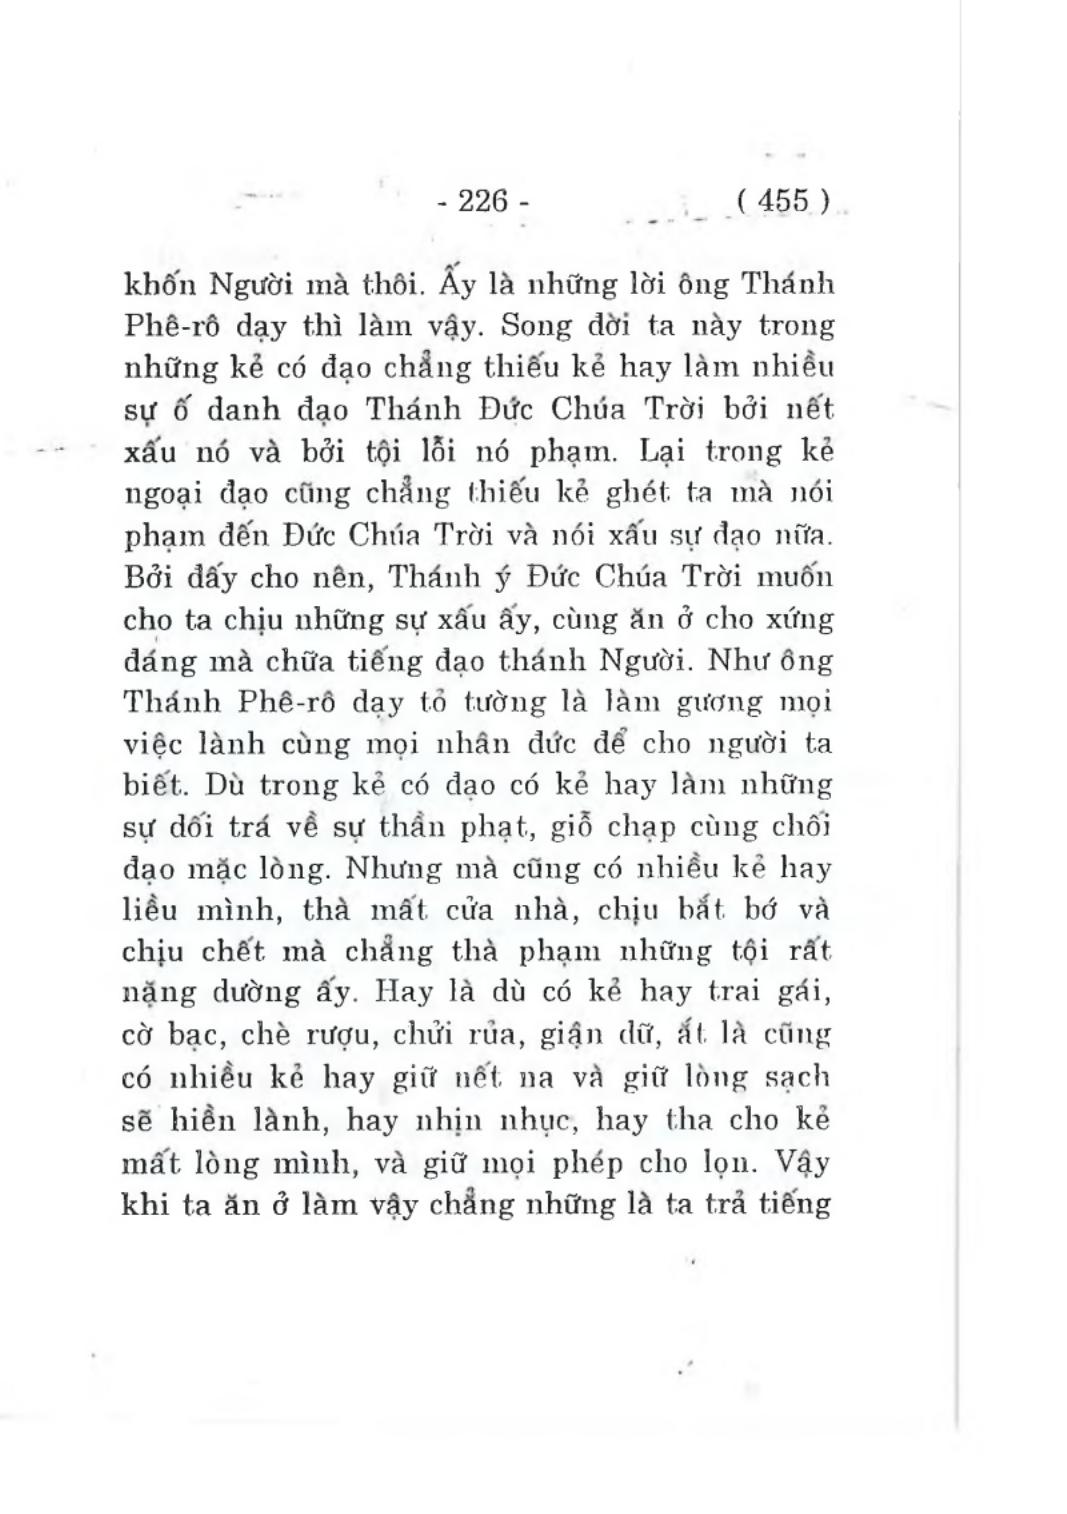 - 226 - ( 455 )
khốn Người mà thôi. Ấy là những lời ông Thánh
Phê-rô dạy thì làm vậy. Song đời ta này trong
những kẻ có đạo chẳng thiếu kẻ hay làm nhiều
sự ố danh đạo Thánh Đức Chúa Trời bởi nết
xấu nó và bởi tội lỗi nó phạm. Lại trong kẻ
ngoại đạo cũng chẳng thiếu kẻ ghét ta mà nói
phạm đến Đức Chúa Trời và nói xấu sự đạo nữa.
Bởi đấy cho nên, Thánh ý Đức Chúa Trời muốn
cho ta chịu những sự xấu ấy, cùng ăn ở cho xứng
đáng mà chữa tiếng đạo thánh Người. Như ông
Thánh Phê-rô dạy tỏ tường là làm gương mọi
việc lành cùng mọi nhân đức để cho người ta
biết. Dù trong kẻ có đạo có kẻ hay làm những
sự dối trá về sự thần phạt, giỗ chạp cùng chối
đạo mặc lòng. Nhưng mà cũng có nhiều kẻ hay
liều mình, thà mất cửa nhà, chịu bắt bớ và
chịu chết mà chẳng thà phạm những tội rất
nặng dường ấy. Hay là dù có kẻ hay trai gái,
cờ bạc, chè rượu, chửi rủa, giận dữ, ắt là cũng
có nhiều kẻ hay giữ nết na và giữ lòng sạch
sẽ hiền lành, hay nhịn nhục, hay tha cho kẻ
mất lòng mình, và giữ mọi phép cho lọn. Vậy
khi ta ăn ở làm vậy chẳng những là ta trả tiếng